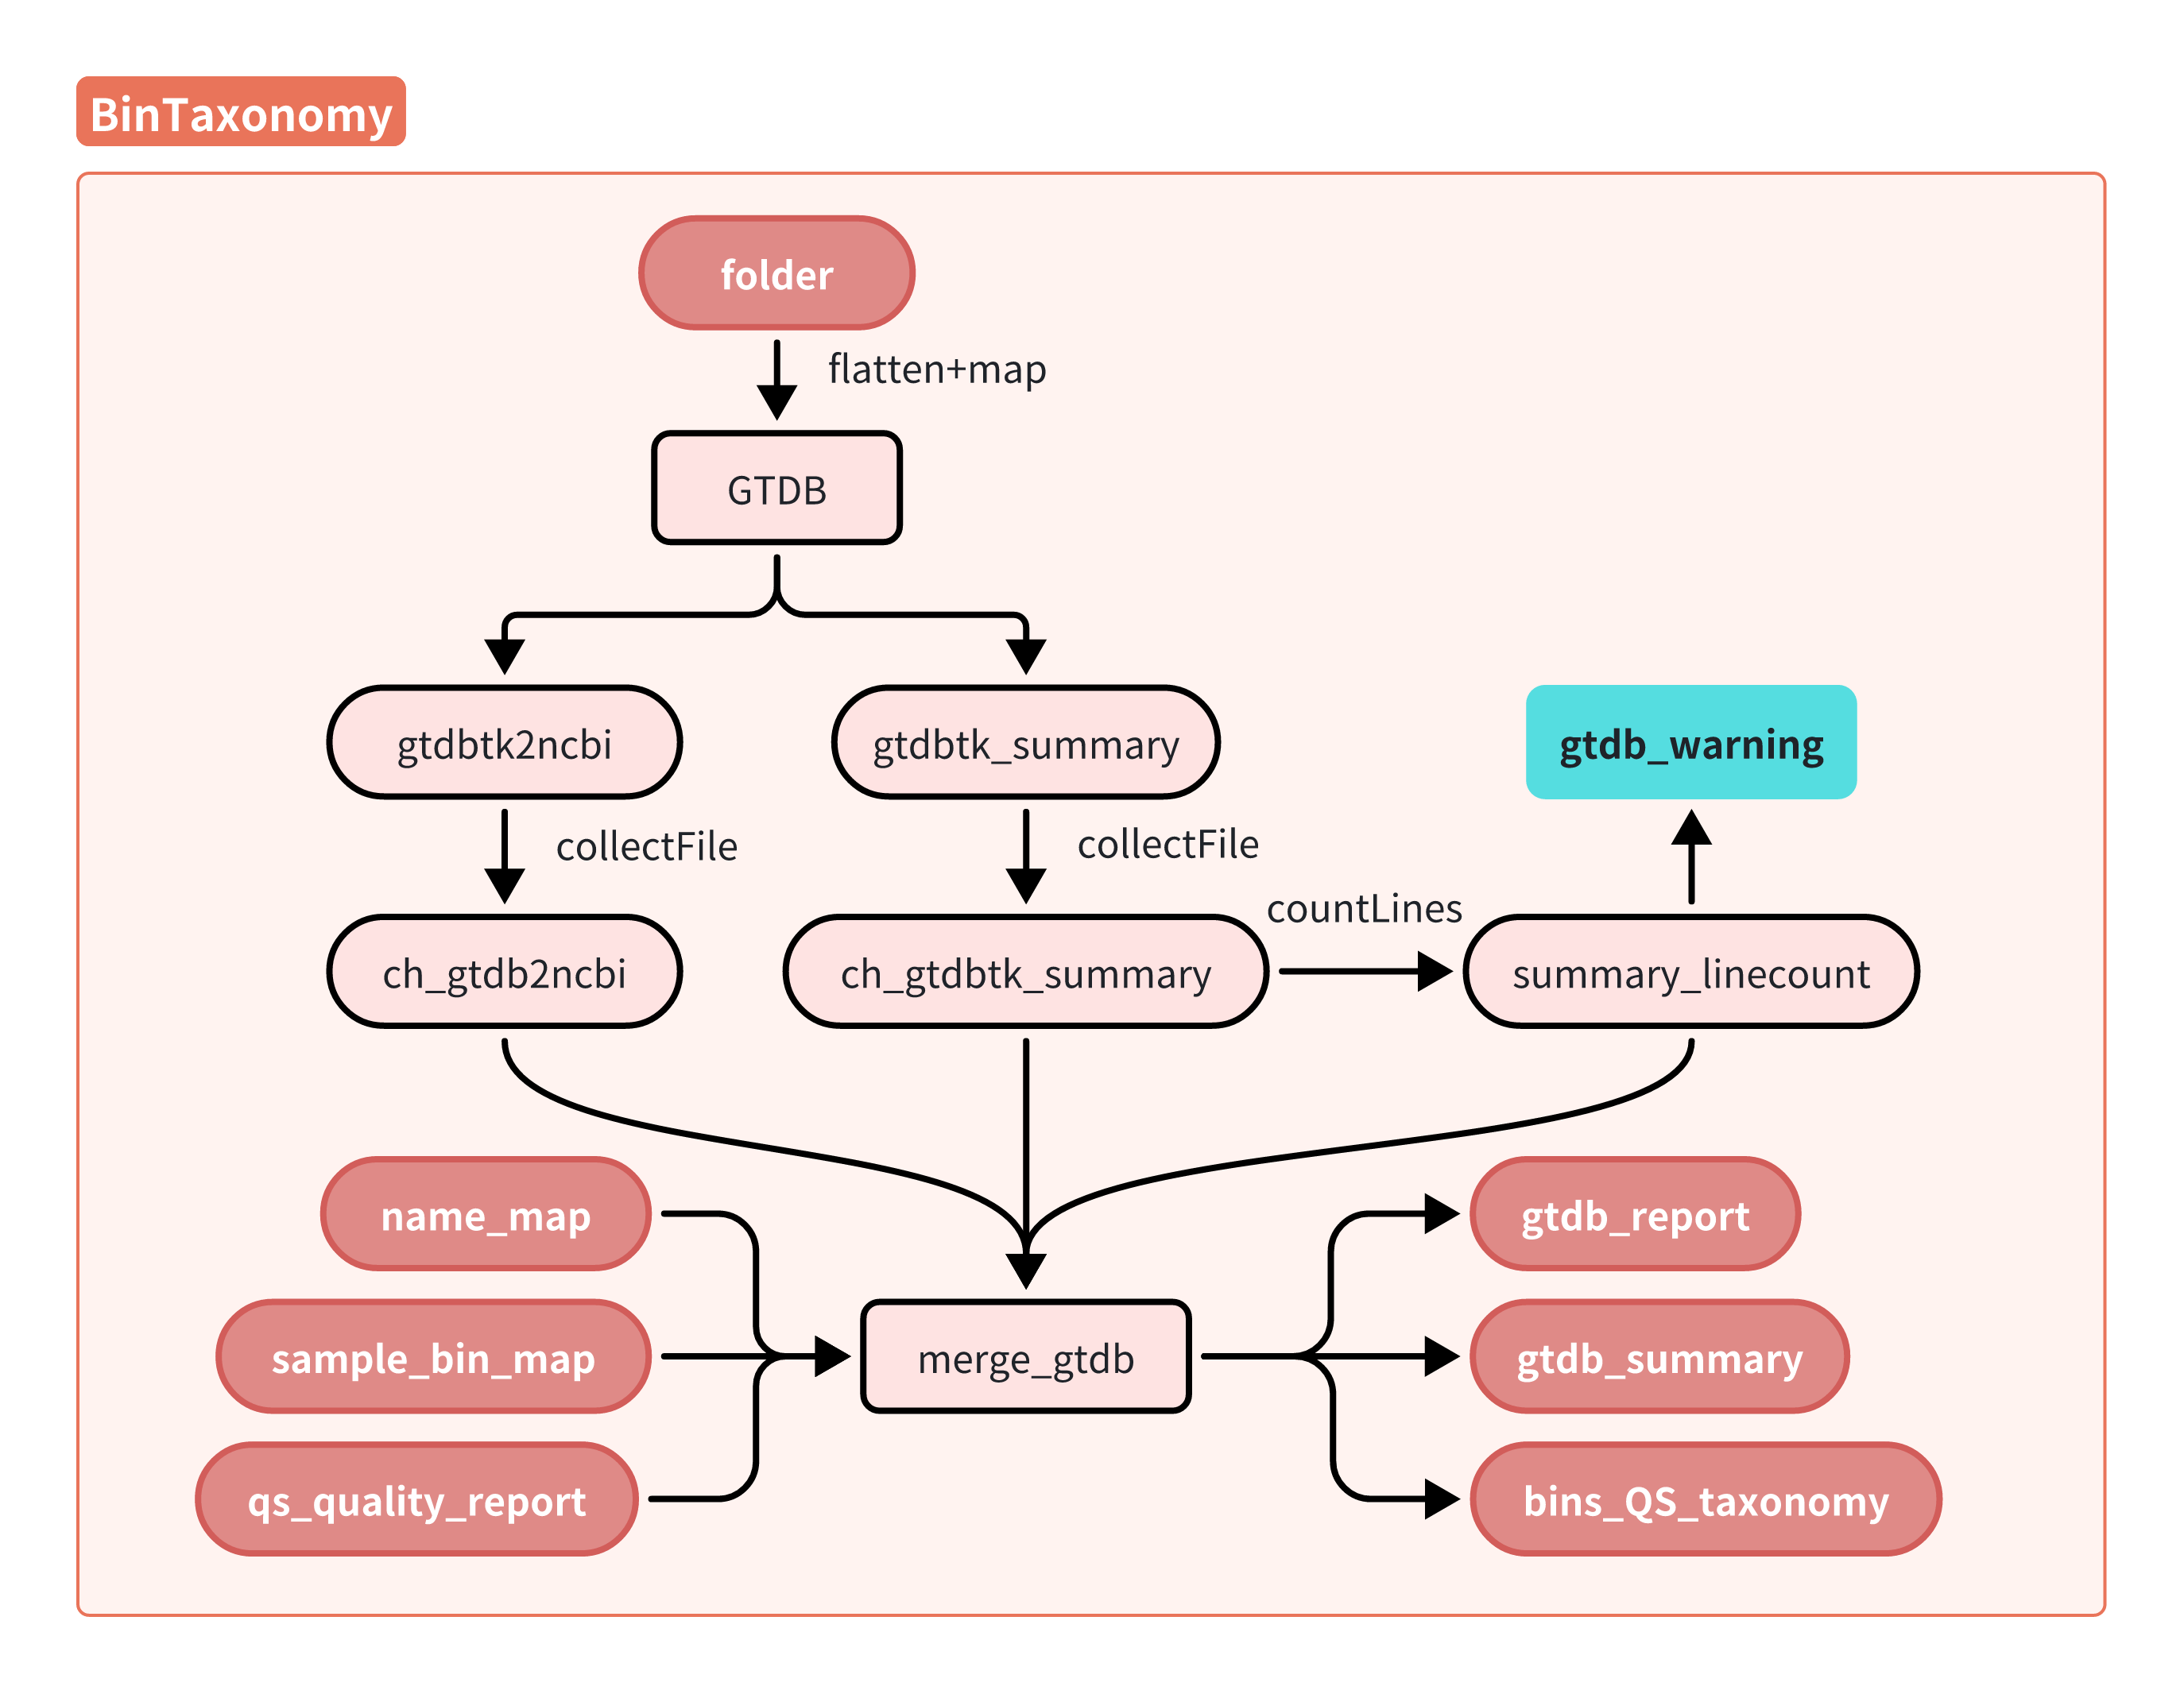 BinTaxonomy
folder
flatten+map
GTDB
gtdbtk2ncbi
gtdbtk_summary
gtdb_warning
collectFile
collectFile
countLines
ch_gtdb2ncbi
ch_gtdbtk_summary
summary_linecount
name_map
gtdb_report
sample_bin_map
merge_gtdb
gtdb_summary
qs_quality_report
bins_QS_taxonomy